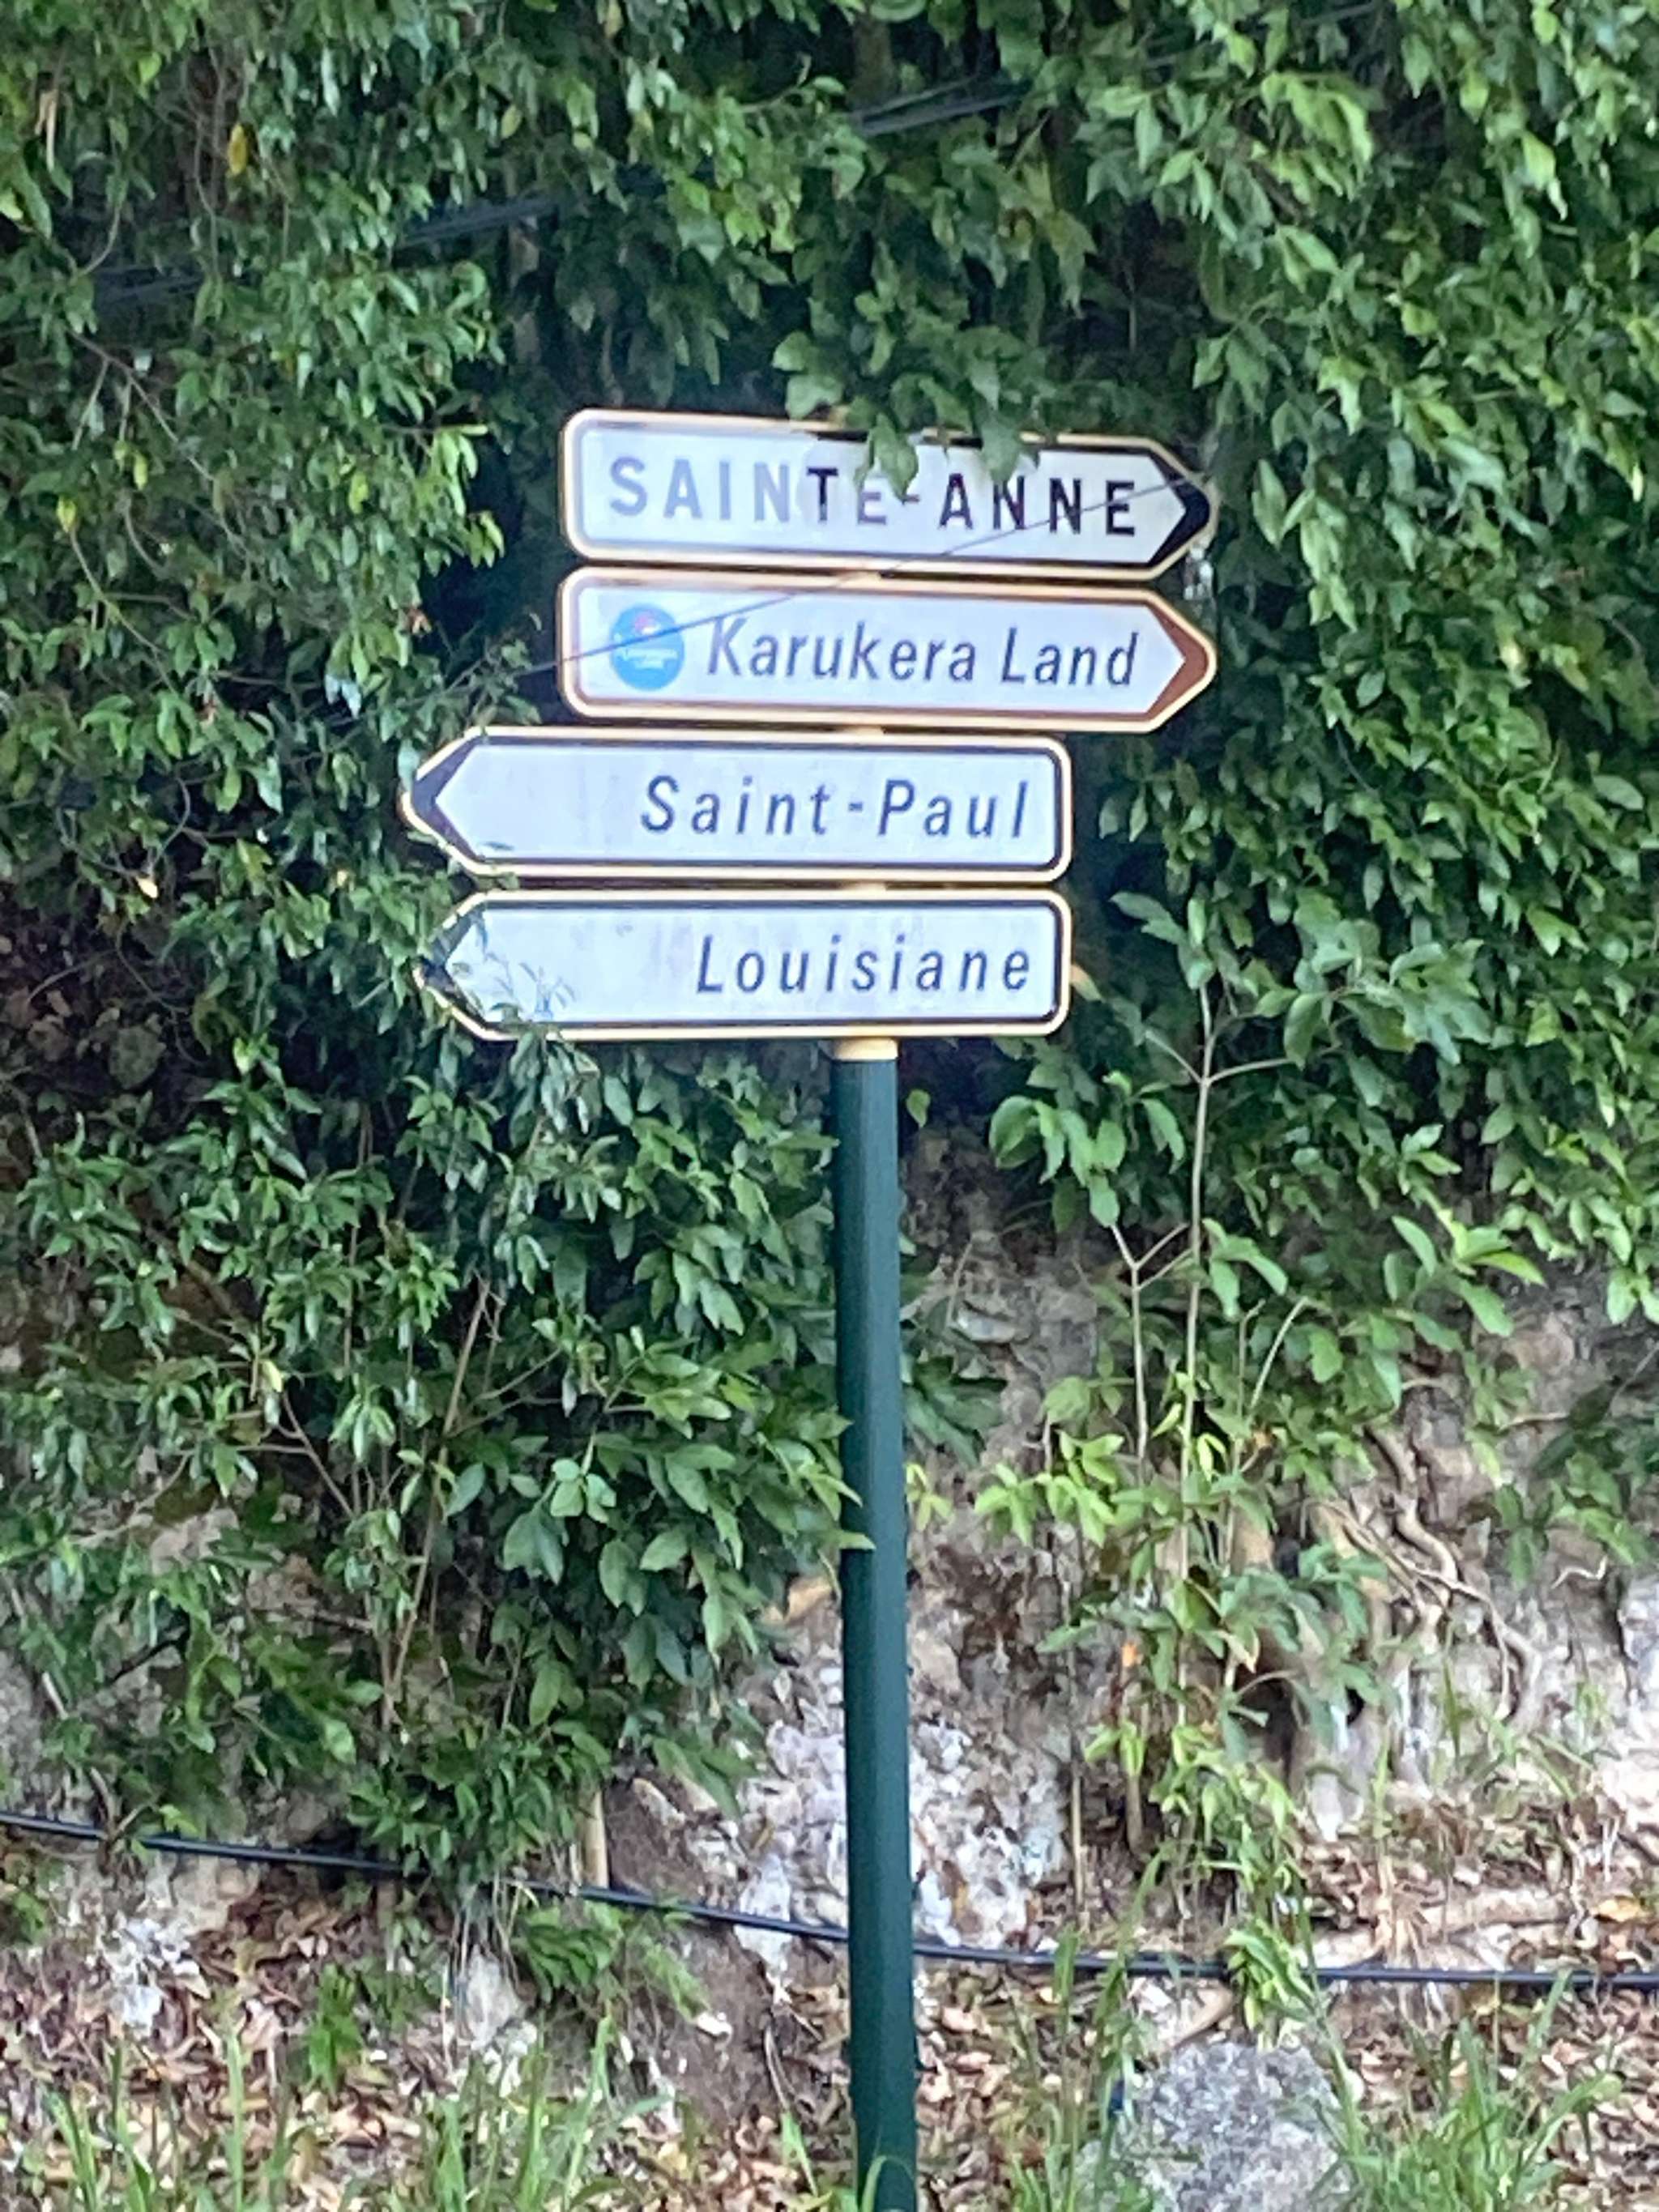 SAINTE-ANNE
Karukera Land
Saint-Paul
Louisiane